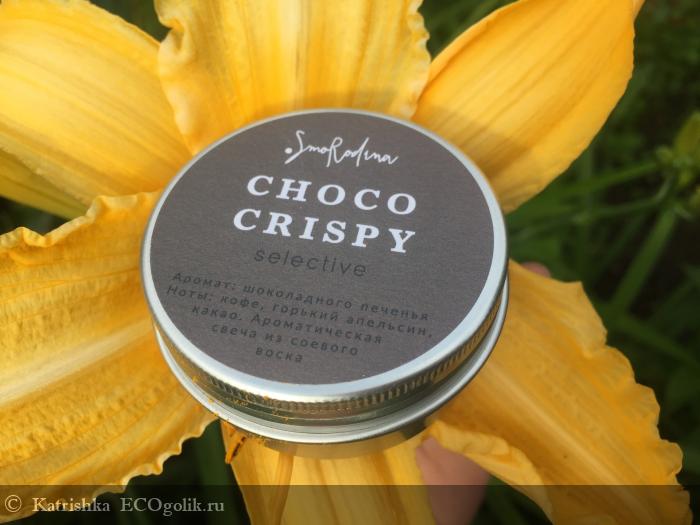 SmoRodina
CHOCO
CRISPY
selective
Аромат: шоколадного печенья
Ноты: кофе, горький апельсин,
какао. Ароматическая
свеча из соевого
воска
© Katrishka ECOgolik.ru